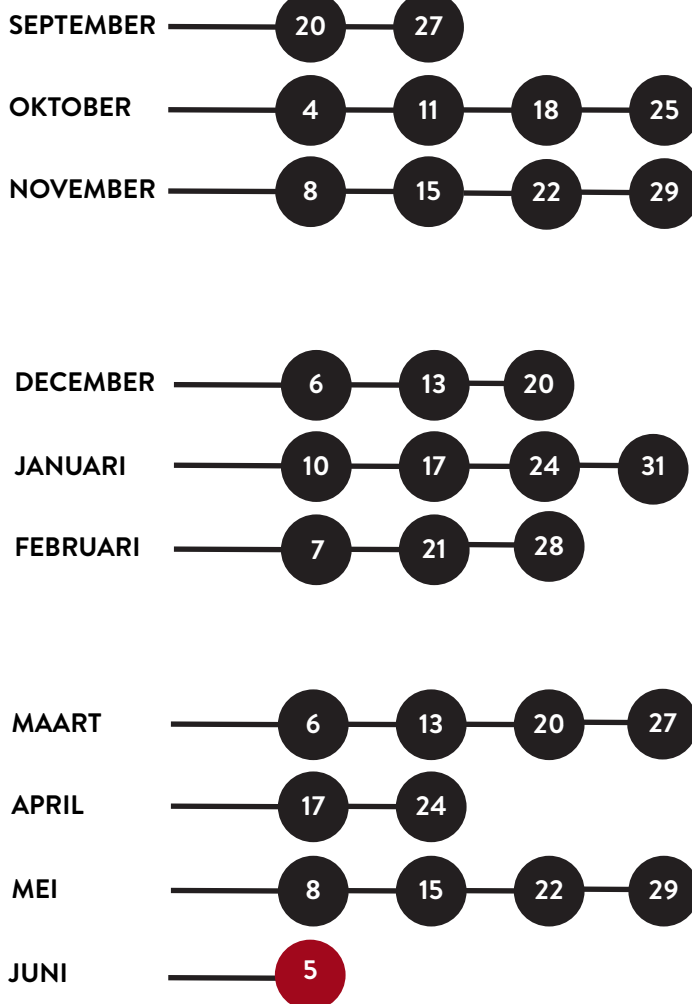 SEPTEMBER 20 27
OKTOBER 4 11 18 25
NOVEMBER 8 15 22 29
DECEMBER 6 13 20
JANUARI 10 17 24 31
FEBRUARI 7 21 28
MAART 6 13 20 27
APRIL 17 24
MEI 8 15 22 29
JUNI 5